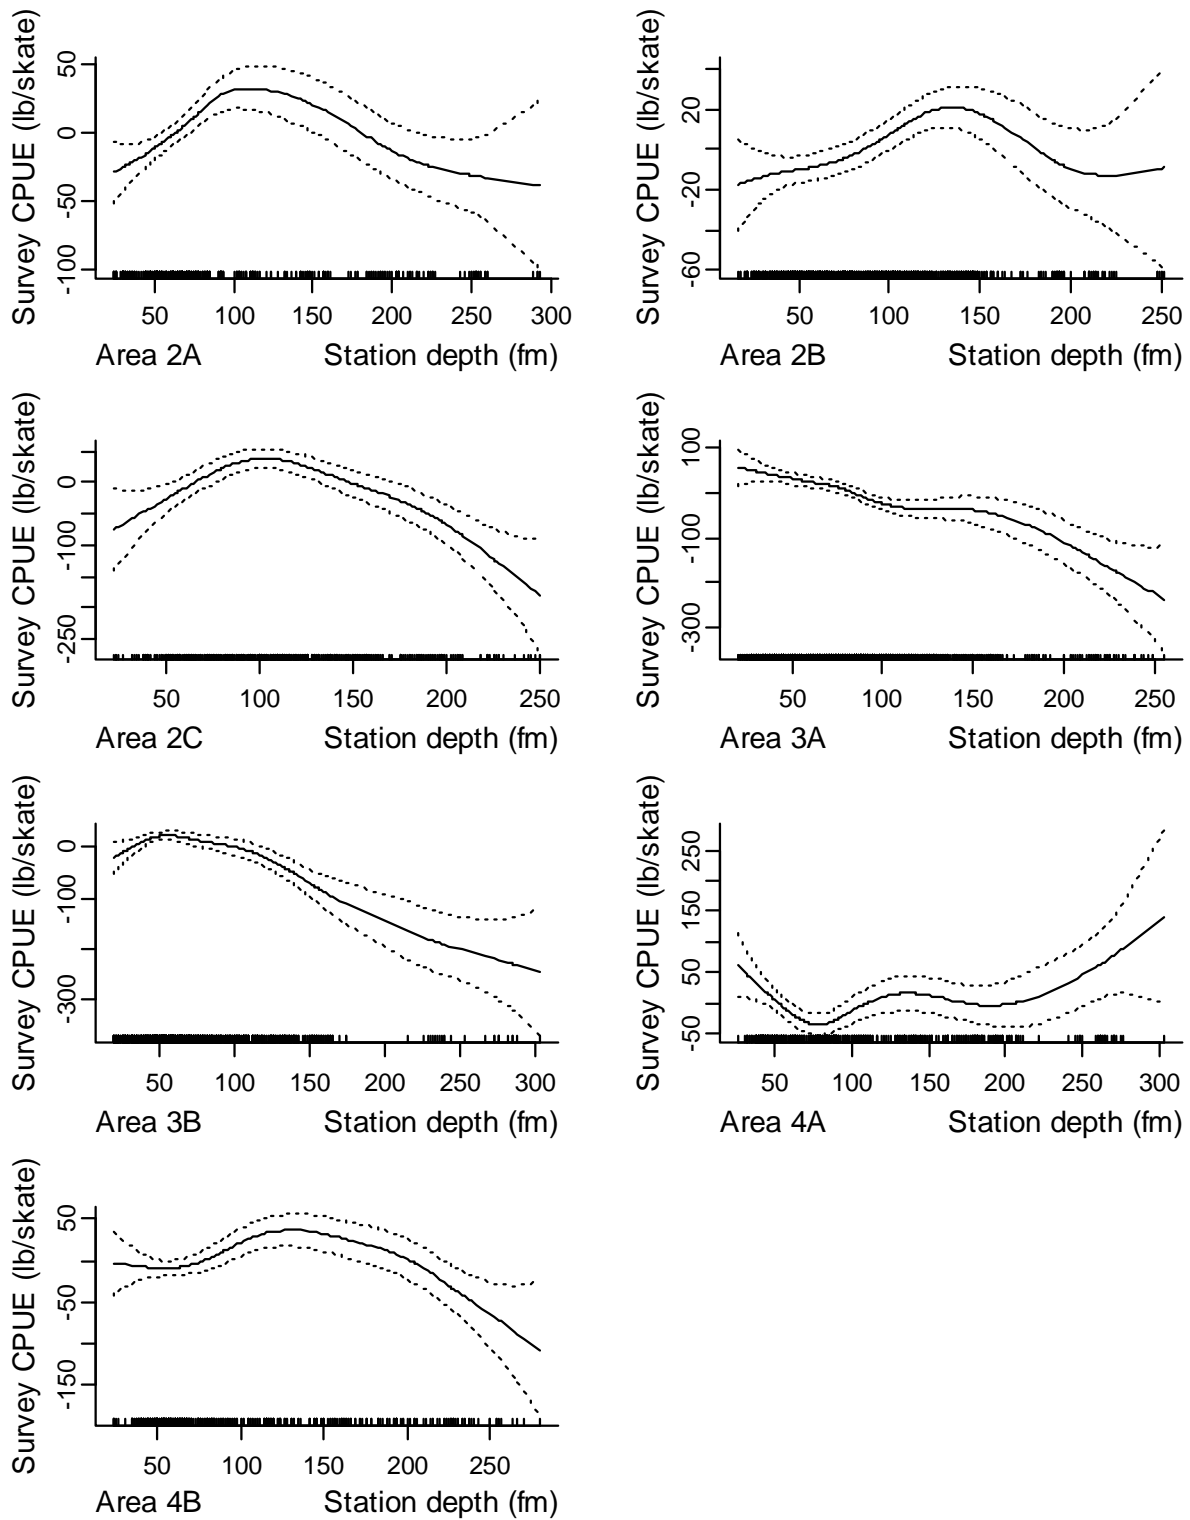 Survey CPUE (lb/skate)
50
0
-50
-100
50 100 150 200 250 300
Area 2A Station depth (fm)
Survey CPUE (lb/skate)
20
-20
-60
50 100 150 200 250
Area 2B Station depth (fm)
Survey CPUE (lb/skate)
0
-100
-250
50 100 150 200 250
Area 2C Station depth (fm)
Survey CPUE (lb/skate)
100
-100
-300
50 100 150 200 250
Area 3A Station depth (fm)
Survey CPUE (lb/skate)
0
-100
-300
50 100 150 200 250 300
Area 3B Station depth (fm)
Survey CPUE (lb/skate)
250
150
50
-50
50 100 150 200 250 300
Area 4A Station depth (fm)
Survey CPUE (lb/skate)
50
-50
-150
50 100 150 200 250
Area 4B Station depth (fm)